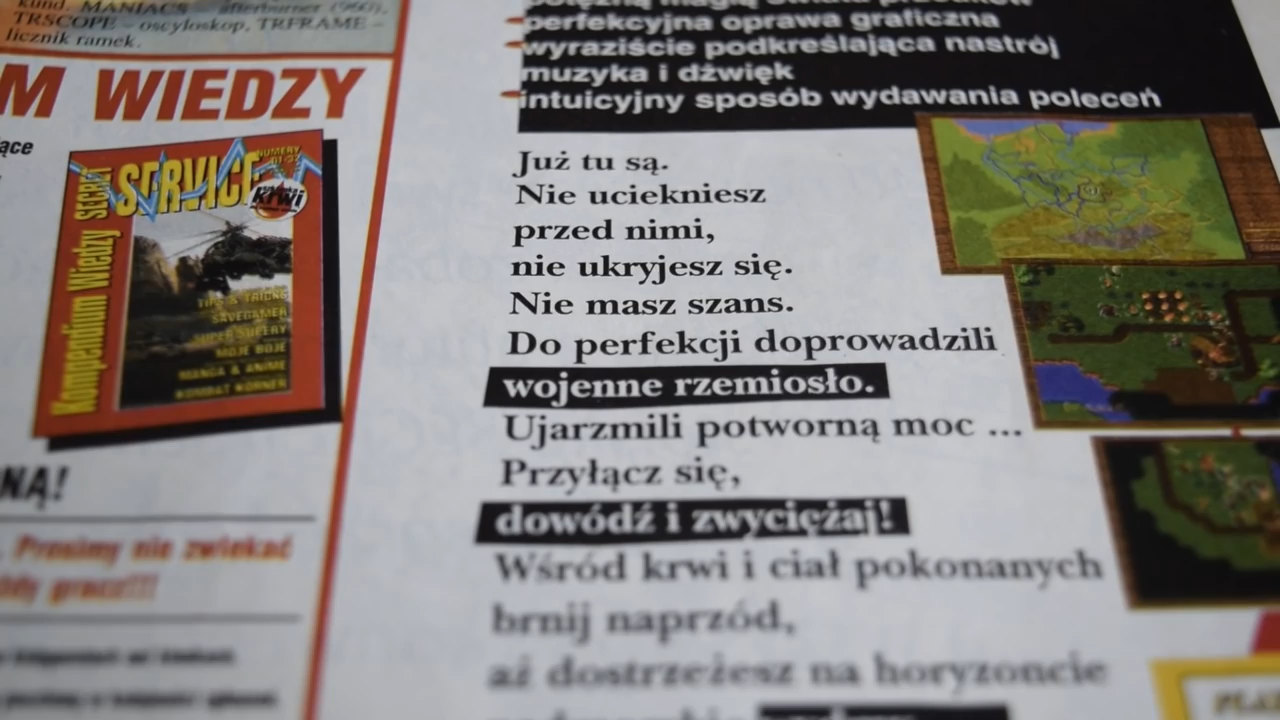 kund. MANIACS – afterburner (960),
TRSCOPE – oscyloskop, TRFRAME –
licznik ramek.
M WIEDZY
ące
Kompendium Wiedzy SECRET
SERVICE
NUMERY
krwi
TIPS & TRICKS
SAVEGAMER
SUPER SUPERY
MOJE BOJE
MANGA & ANIME
KOMBAT KORNER
NĄ!
. Prosimy nie zwlekać
gracz!!!
perfekcyjna oprawa graficzna
wyraziście podkreślająca nastrój
muzyka i dźwięk
intuicyjny sposób wydawania poleceń
Już tu są.
Nie uciekniesz
przed nimi,
nie ukryjesz się.
Nie masz szans.
Do perfekcji doprowadzili
wojenne rzemiosło.
Ujarzmili potworną moc ...
Przyłącz się,
dowódź i zwyciężaj!
Wśród krwi i ciał pokonanych
brnij naprzód,
aż dostrzeżesz na horyzoncie